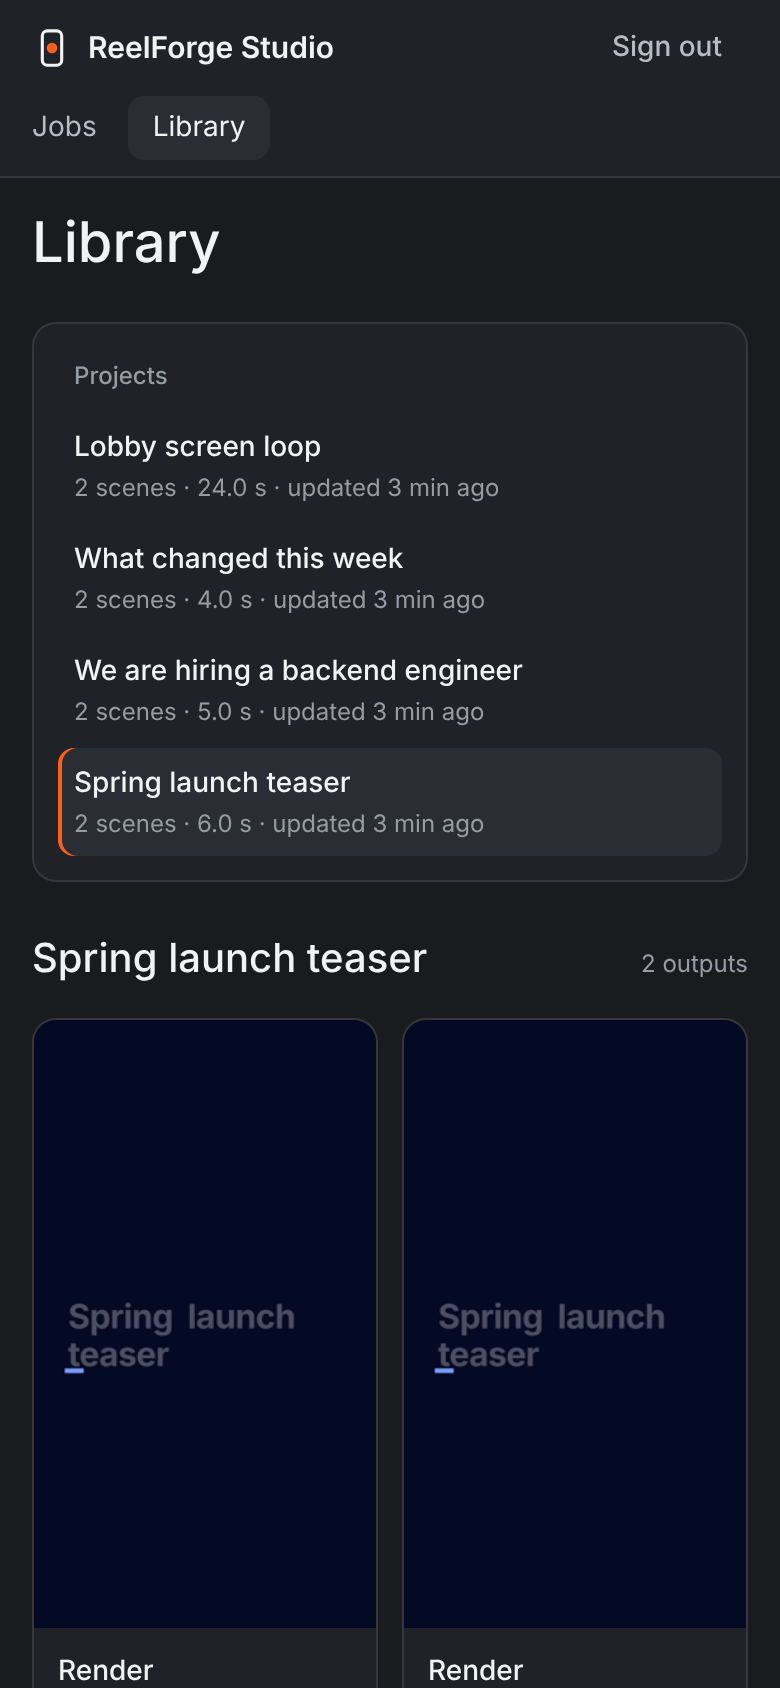 ReelForge Studio
Sign out
Jobs
Library
Library
Projects
Lobby screen loop
2 scenes · 24.0 s · updated 3 min ago
What changed this week
2 scenes · 4.0 s · updated 3 min ago
We are hiring a backend engineer
2 scenes · 5.0 s · updated 3 min ago
Spring launch teaser
2 scenes · 6.0 s · updated 3 min ago
Spring launch teaser
2 outputs
Spring launch
teaser
Render
Spring launch
teaser
Render